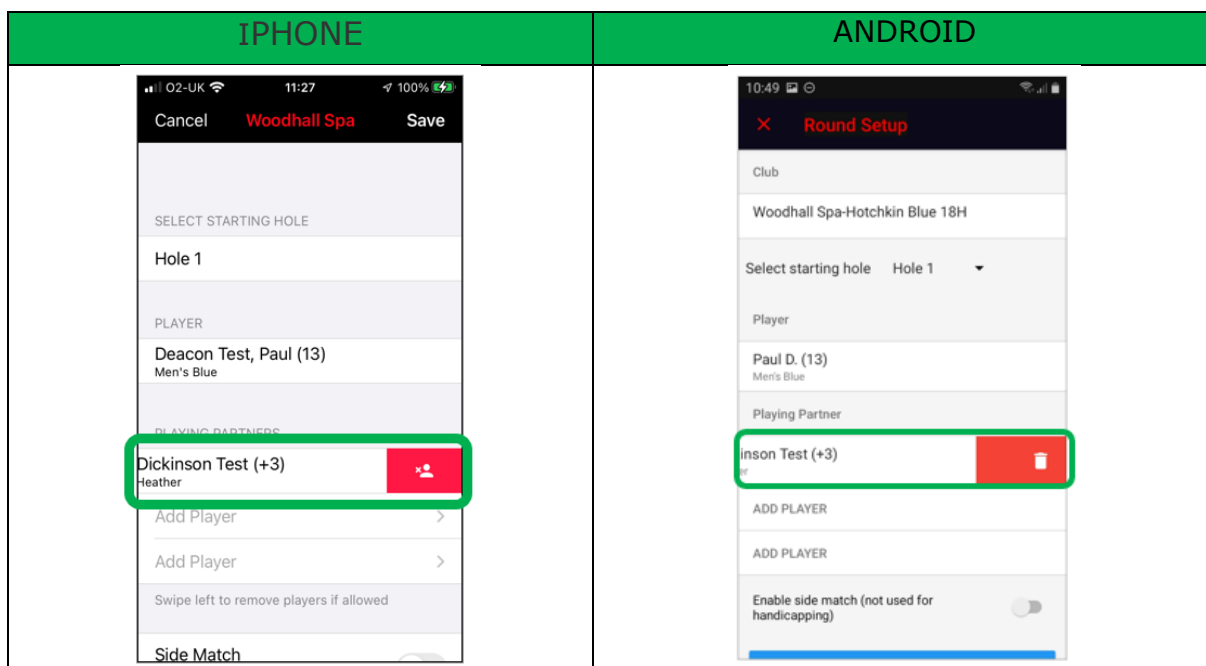 IPHONE
ANDROID
O2-UK 11:27 100%
Cancel Woodhall Spa Save
SELECT STARTING HOLE
Hole 1
PLAYER
Deacon Test, Paul (13)
Men's Blue
PLAYING PARTNERS
Dickinson Test (+3)
Heather
Add Player
Add Player
Swipe left to remove players if allowed
Side Match
10:49
Round Setup
Club
Woodhall Spa-Hotchkin Blue 18H
Select starting hole Hole 1
Player
Paul D. (13)
Men's Blue
Playing Partner
inson Test (+3)
er
ADD PLAYER
ADD PLAYER
Enable side match (not used for
handicapping)